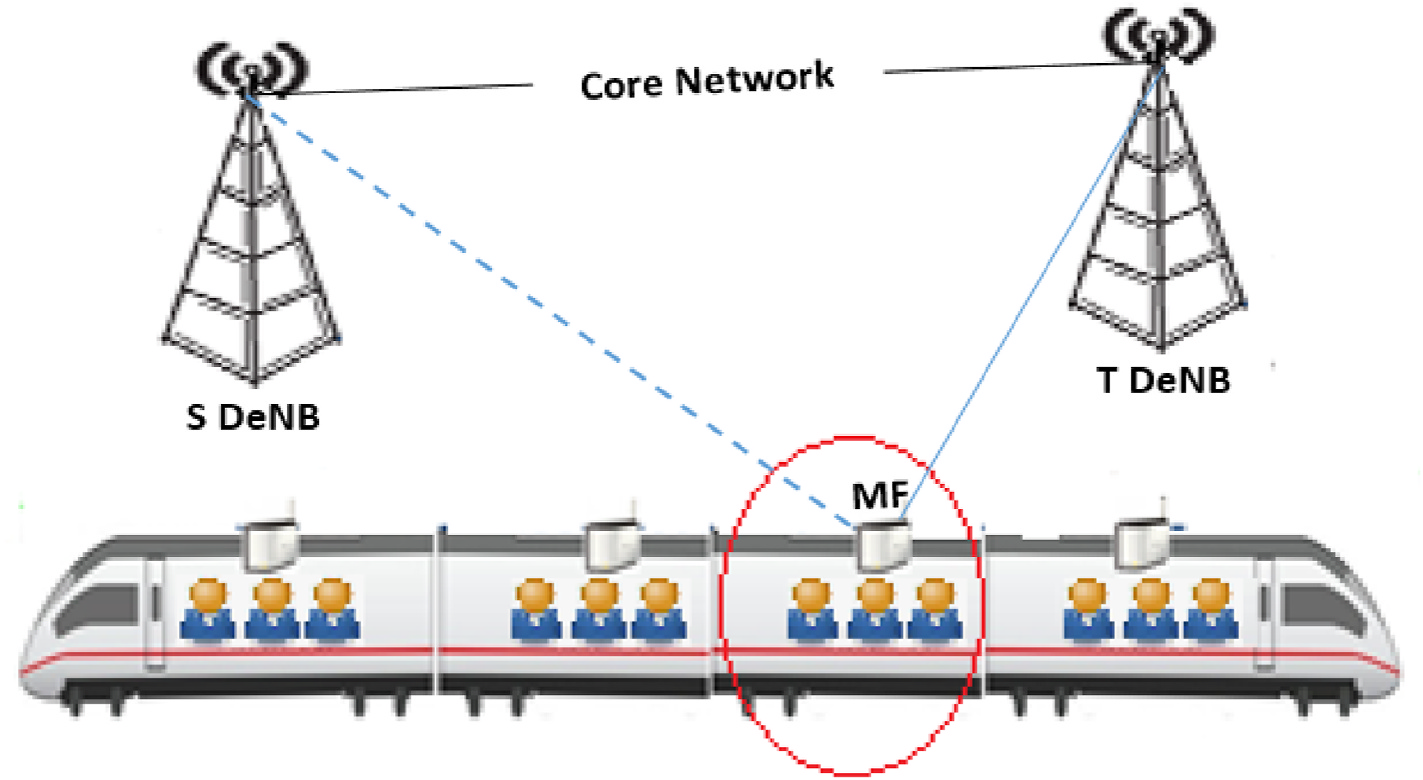 Core Network
T DeNB
S DeNB
MF